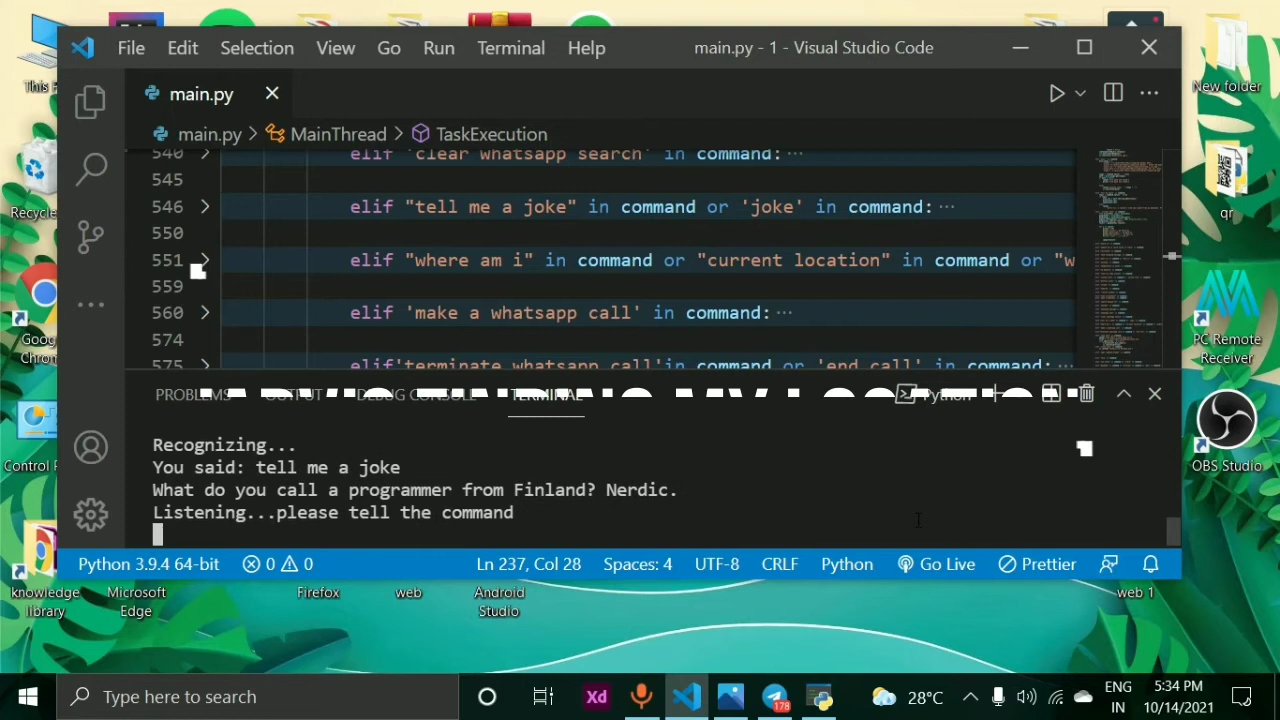 File Edit Selection View Go Run Terminal Help main.py - 1 - Visual Studio Code
main.py
main.py > MainThread > TaskExecution
540 elif 'clear whatsapp search' in command:
545
546 elif "tell me a joke" in command or 'joke' in command:
550
551 elif "where am i" in command or "current location" in command or "w
559
560 elif 'make a whatsapp call' in command:
574
575 elif 'terminate whatsapp call'in command or 'end call' in command:
PROBLEMS OUTPUT DEBUG CONSOLE TERMINAL Python
Recognizing...
You said: tell me a joke
What do you call a programmer from Finland? Nerdic.
Listening...please tell the command
Python 3.9.4 64-bit 0 0 Ln 237, Col 28 Spaces: 4 UTF-8 CRLF Python Go Live Prettier
This P
Recycle
Goog
Chron
Control P
knowledge
library
Microsoft
Edge
Firefox
web
Android
Studio
web 1
New folder
qr
PC Remote
Receiver
OBS Studio
Type here to search
Xd
178
28°C
ENG
IN
5:34 PM
10/14/2021